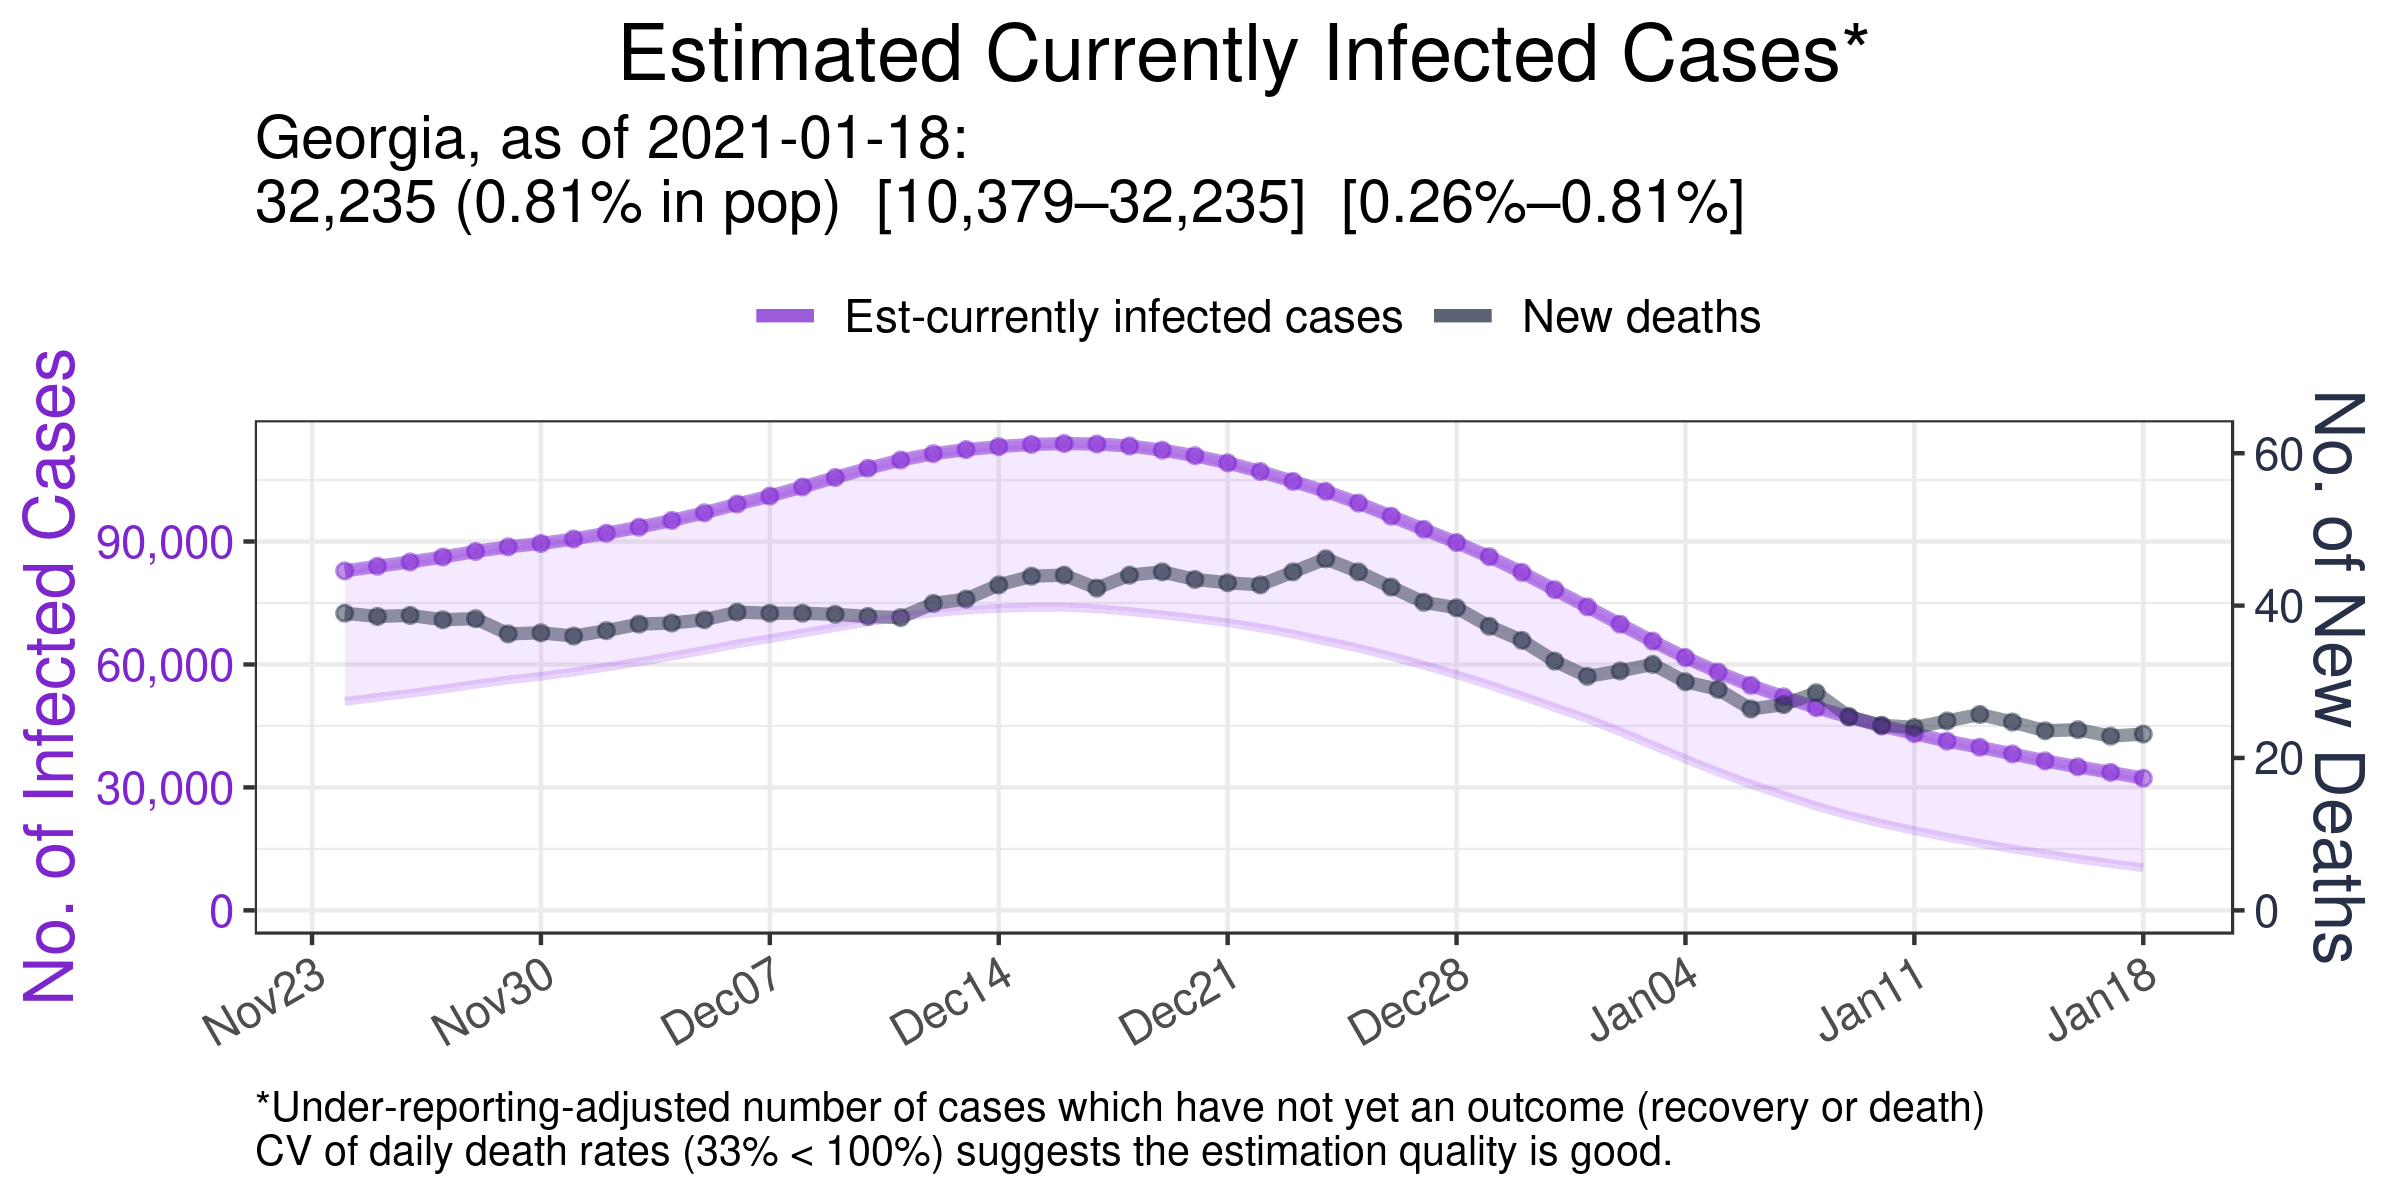 Estimated Currently Infected Cases*
Georgia, as of 2021-01-18:
32,235 (0.81% in pop)  [10,379–32,235]  [0.26%–0.81%]
Est-currently infected cases
New deaths
No. of Infected Cases
90,000
60,000
30,000
0
60
40
20
0
No. of New Deaths
Nov23
Nov30
Dec07
Dec14
Dec21
Dec28
Jan04
Jan11
Jan18
*Under-reporting-adjusted number of cases which have not yet an outcome (recovery or death)
CV of daily death rates (33% < 100%) suggests the estimation quality is good.